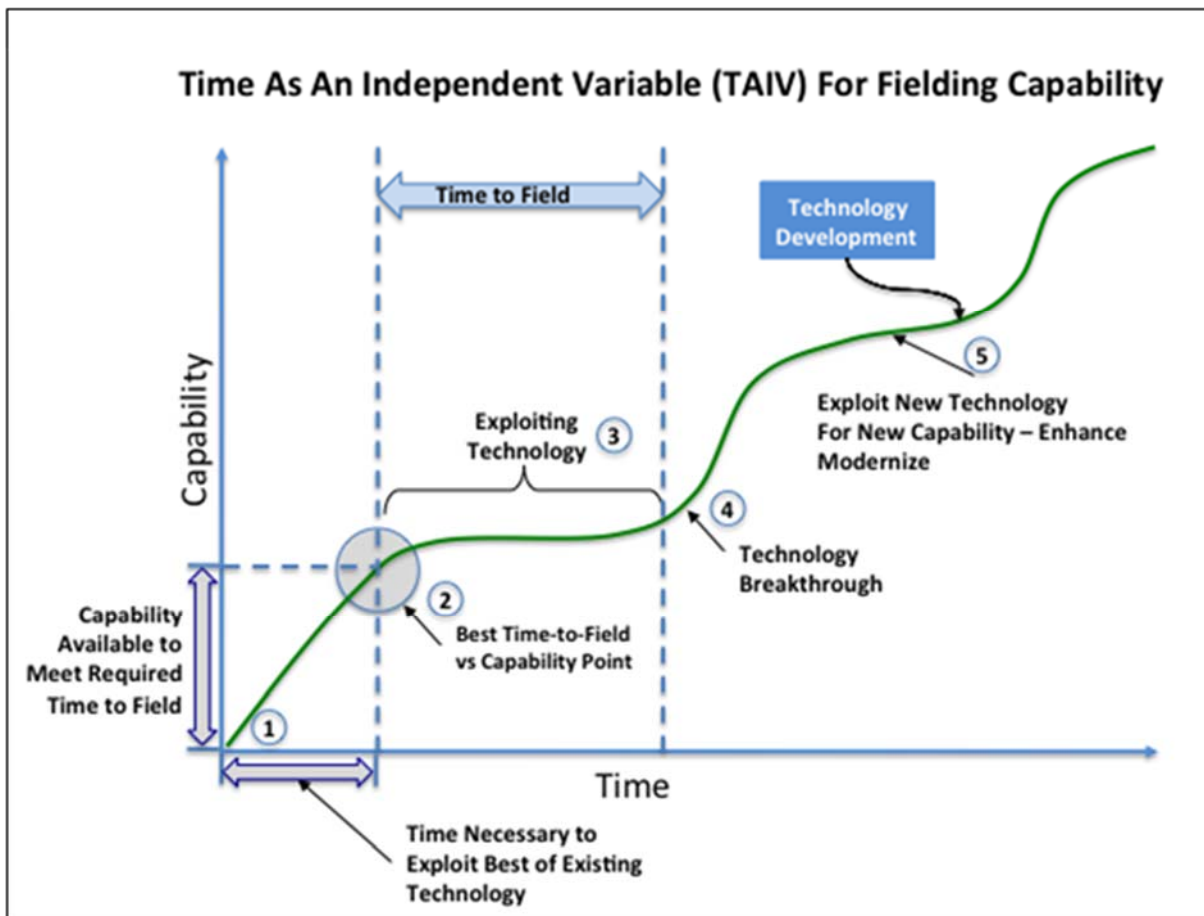 Time As An Independent Variable (TAIV) For Fielding Capability
Time to Field
Technology
Development
Capability
Exploiting
Technology
3
5
Exploit New Technology
For New Capability – Enhance
Modernize
4
Technology
Breakthrough
2
Best Time-to-Field
vs Capability Point
Capability
Available to
Meet Required
Time to Field
1
Time
Time Necessary to
Exploit Best of Existing
Technology